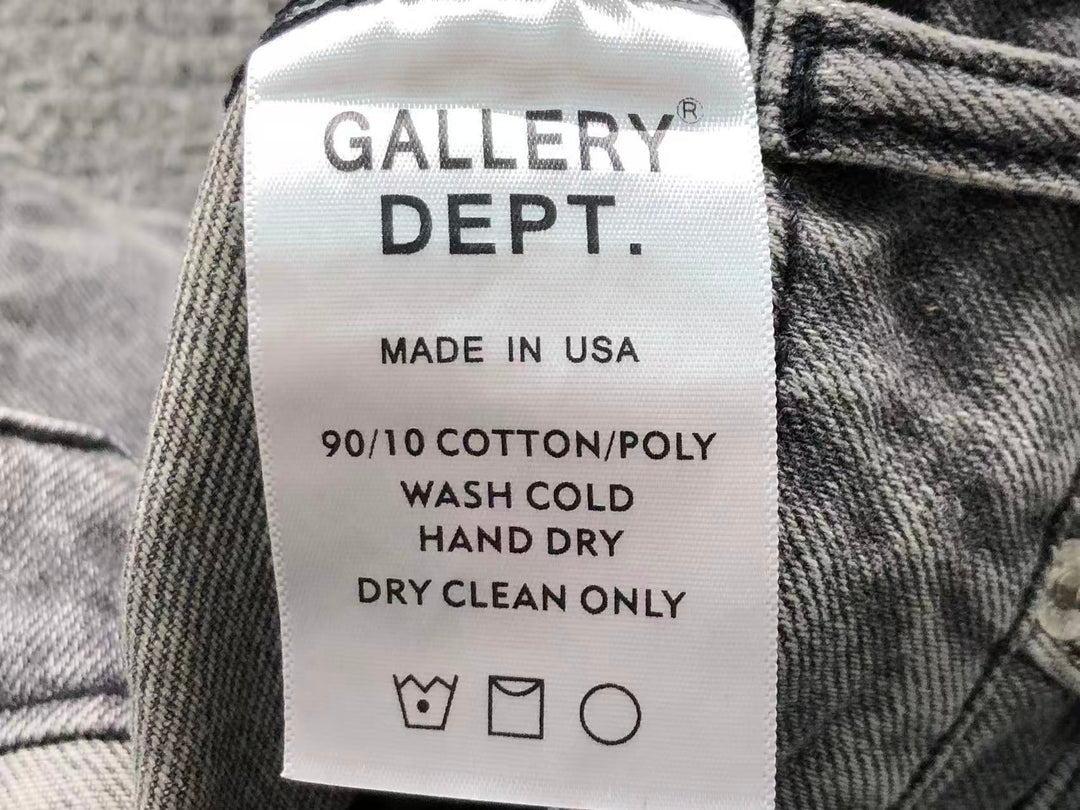 GALLERY®
DEPT.
MADE IN USA
90/10 COTTON/POLY
WASH COLD
HAND DRY
DRY CLEAN ONLY